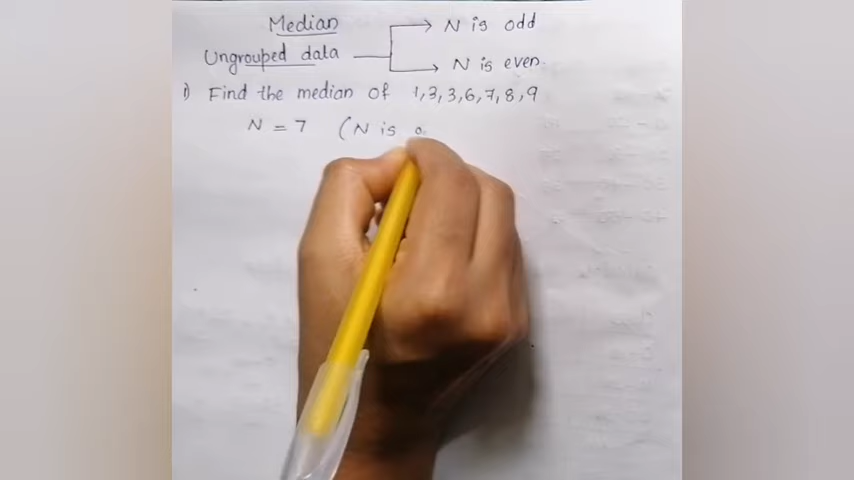 Median
N is odd
Ungrouped data
N is even.
1) Find the median of 1,3,3,6,7,8,9
N = 7 (N is o